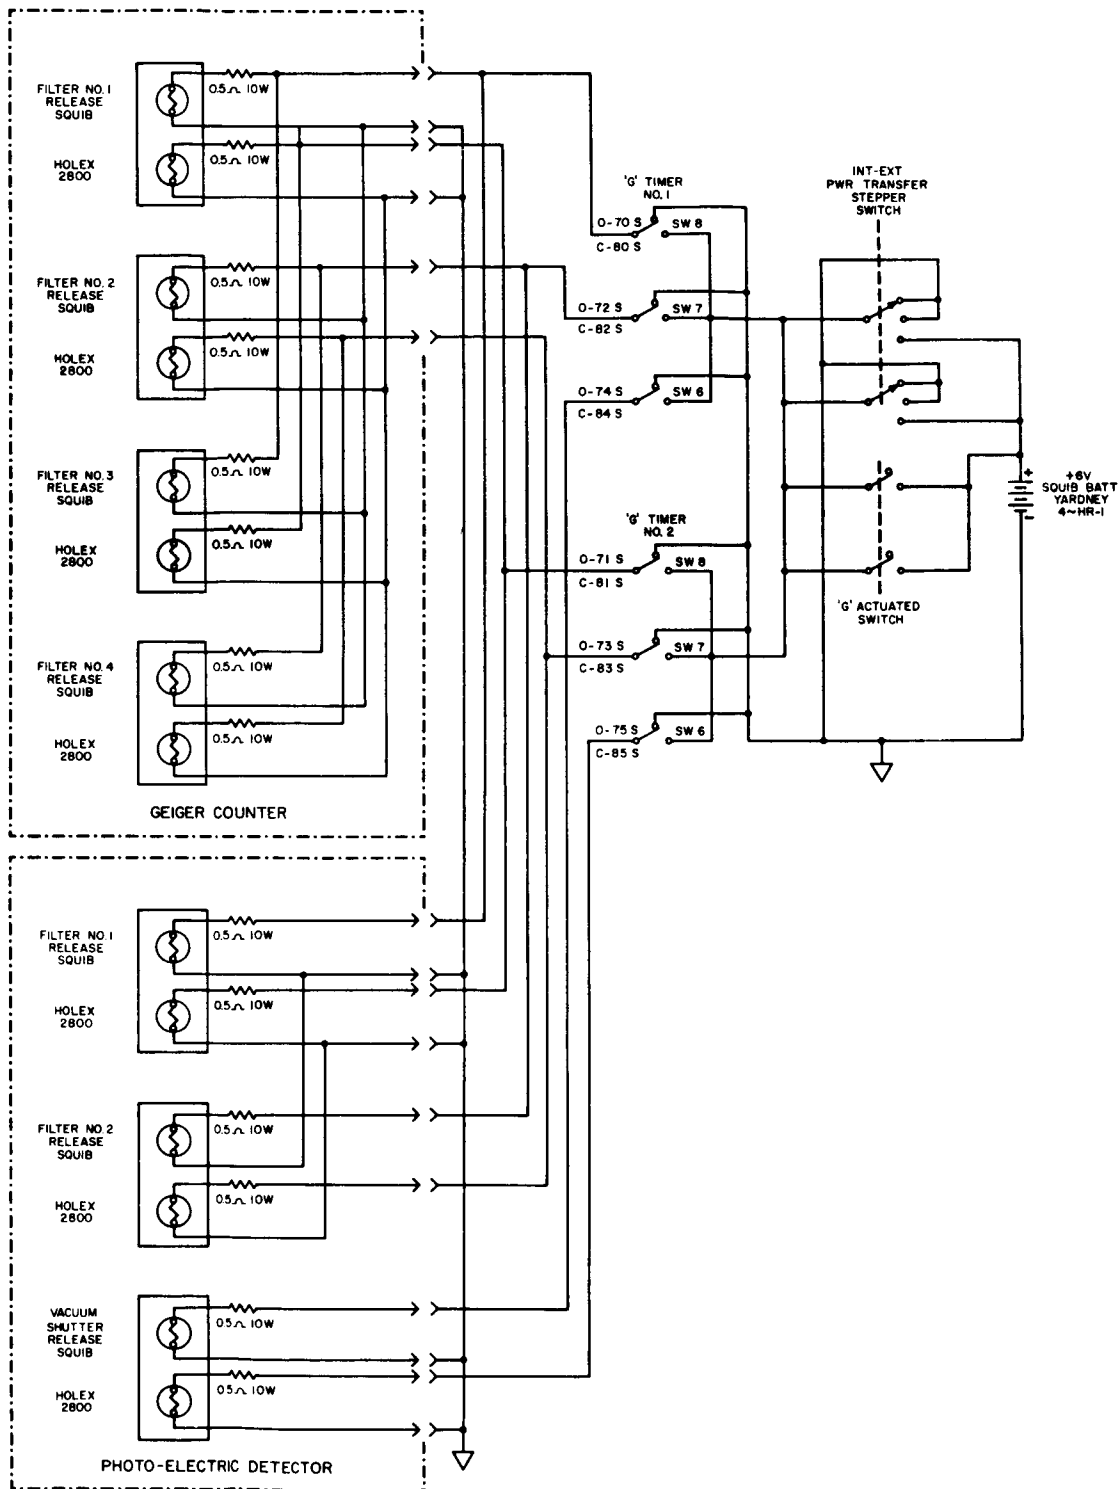 FILTER NO.1
RELEASE
SQUIB
0.5㎽ 10W
HOLEX
2800
0.5Ω 10W
FILTER NO. 2
RELEASE
SQUIB
0.5Ω 10W
HOLEX
2800
0.5Ω 10W
FILTER NO.3
RELEASE
SQUIB
0.5Ω 10W
HOLEX
2800
0.5Ω 10W
FILTER NO. 4
RELEASE
SQUIB
0.5Ω 10W
HOLEX
2800
0.5Ω 10W
GEIGER COUNTER
FILTER NO.1
RELEASE
SQUIB
0.5Ω 10W
HOLEX
2800
0.5Ω 10W
FILTER NO.2
RELEASE
SQUIB
0.5Ω 10W
HOLEX
2800
0.5Ω 10W
VACUUM
SHUTTER
RELEASE
SQUIB
0.5Ω 10W
HOLEX
2800
0.5Ω 10W
PHOTO-ELECTRIC DETECTOR
'G' TIMER
NO. 1
O-70 S
C-80 S
SW 8
O-72 S
C-82 S
SW 7
O-74 S
C-84 S
SW 6
'G' TIMER
NO. 2
O-71 S
C-81 S
SW 8
O-73 S
C-83 S
SW 7
O-75 S
C-85 S
SW 6
INT-EXT
PWR TRANSFER
STEPPER
SWITCH
'G' ACTUATED
SWITCH
+
-
+6V
SQUIB BATT
YARDNEY
4~HR-1